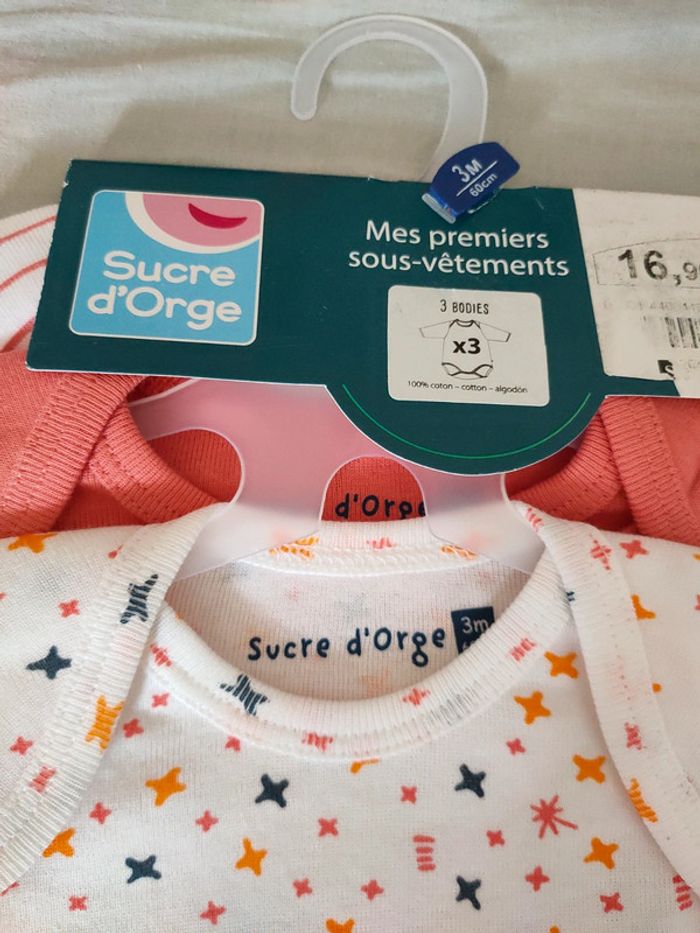 3M
60cm
Sucre
d'Orge
Mes premiers
sous-vêtements
3 BODIES
x3
100% coton – cotton – algodón
16,9
d'Orge
Sucre d'Orge
3m